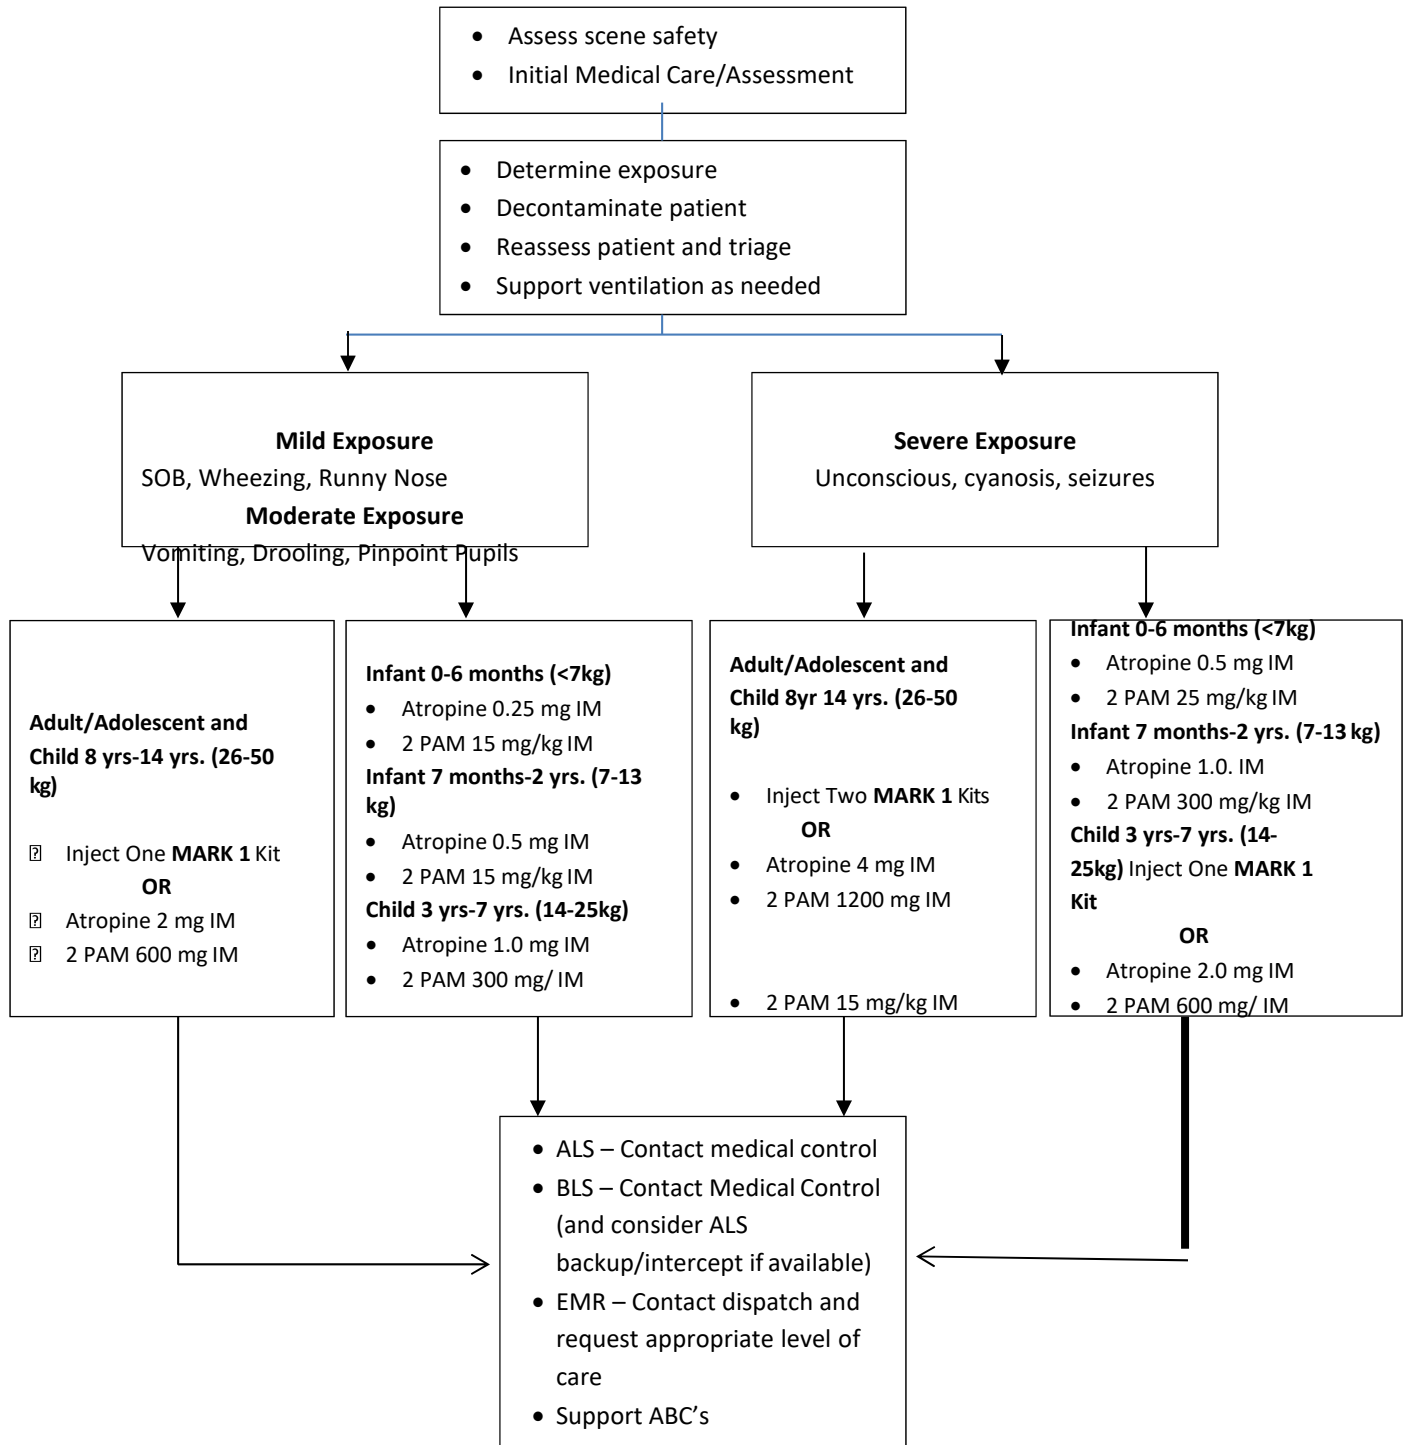 • Assess scene safety
• Initial Medical Care/Assessment
• Determine exposure
• Decontaminate patient
• Reassess patient and triage
• Support ventilation as needed
Mild Exposure
SOB, Wheezing, Runny Nose
Moderate Exposure
Vomiting, Drooling, Pinpoint Pupils
Severe Exposure
Unconscious, cyanosis, seizures
Adult/Adolescent and
Child 8 yrs-14 yrs. (26-50
kg)
⍰ Inject One MARK 1 Kit
OR
⍰ Atropine 2 mg IM
⍰ 2 PAM 600 mg IM
Infant 0-6 months (<7kg)
• Atropine 0.25 mg IM
• 2 PAM 15 mg/kg IM
Infant 7 months-2 yrs. (7-13
kg)
• Atropine 0.5 mg IM
• 2 PAM 15 mg/kg IM
Child 3 yrs-7 yrs. (14-25kg)
• Atropine 1.0 mg IM
• 2 PAM 300 mg/ IM
Adult/Adolescent and
Child 8yr 14 yrs. (26-50
kg)
• Inject Two MARK 1 Kits
OR
• Atropine 4 mg IM
• 2 PAM 1200 mg IM
• 2 PAM 15 mg/kg IM
Infant 0-6 months (<7kg)
• Atropine 0.5 mg IM
• 2 PAM 25 mg/kg IM
Infant 7 months-2 yrs. (7-13 kg)
• Atropine 1.0. IM
• 2 PAM 300 mg/kg IM
Child 3 yrs-7 yrs. (14-
25kg) Inject One MARK 1
Kit
OR
• Atropine 2.0 mg IM
• 2 PAM 600 mg/ IM
• ALS – Contact medical control
• BLS – Contact Medical Control
(and consider ALS
backup/intercept if available)
• EMR – Contact dispatch and
request appropriate level of
care
• Support ABC’s